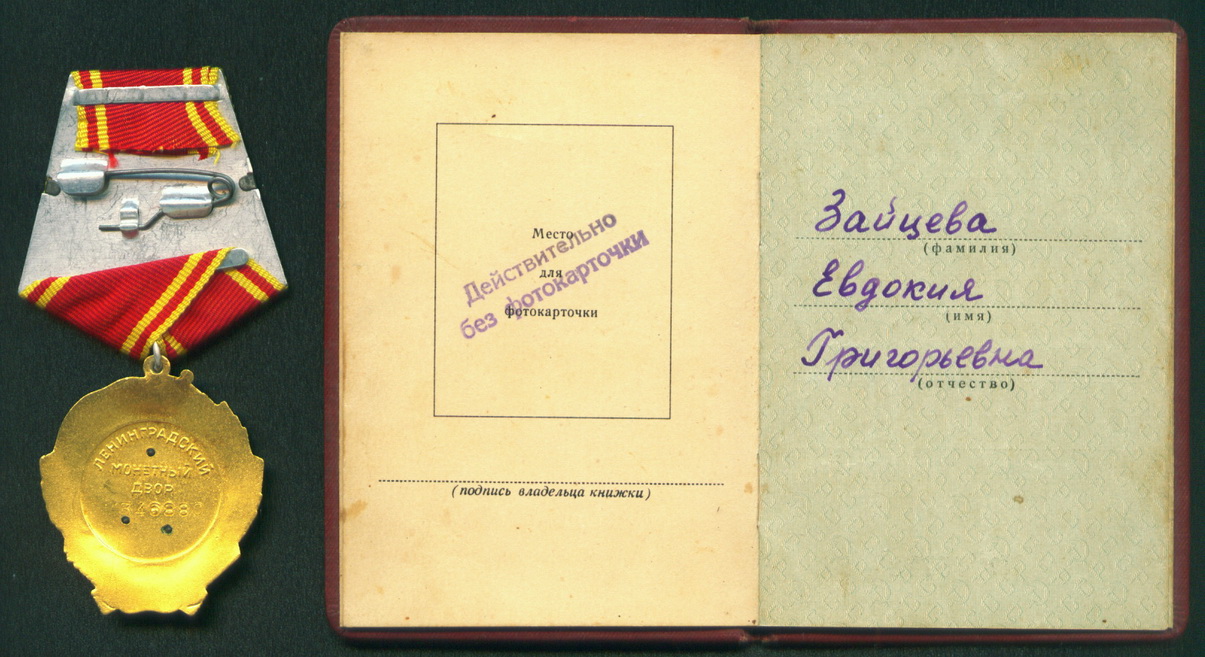 ЛЕНИНГРАДСКИЙ
МОНЕТНЫЙ
ДВОР
Место
для
фотокарточки
Действительно
без фотокарточки
(подпись владельца книжки)
Зайцева
(фамилия)
Евдокия
(имя)
Григорьевна
(отчество)